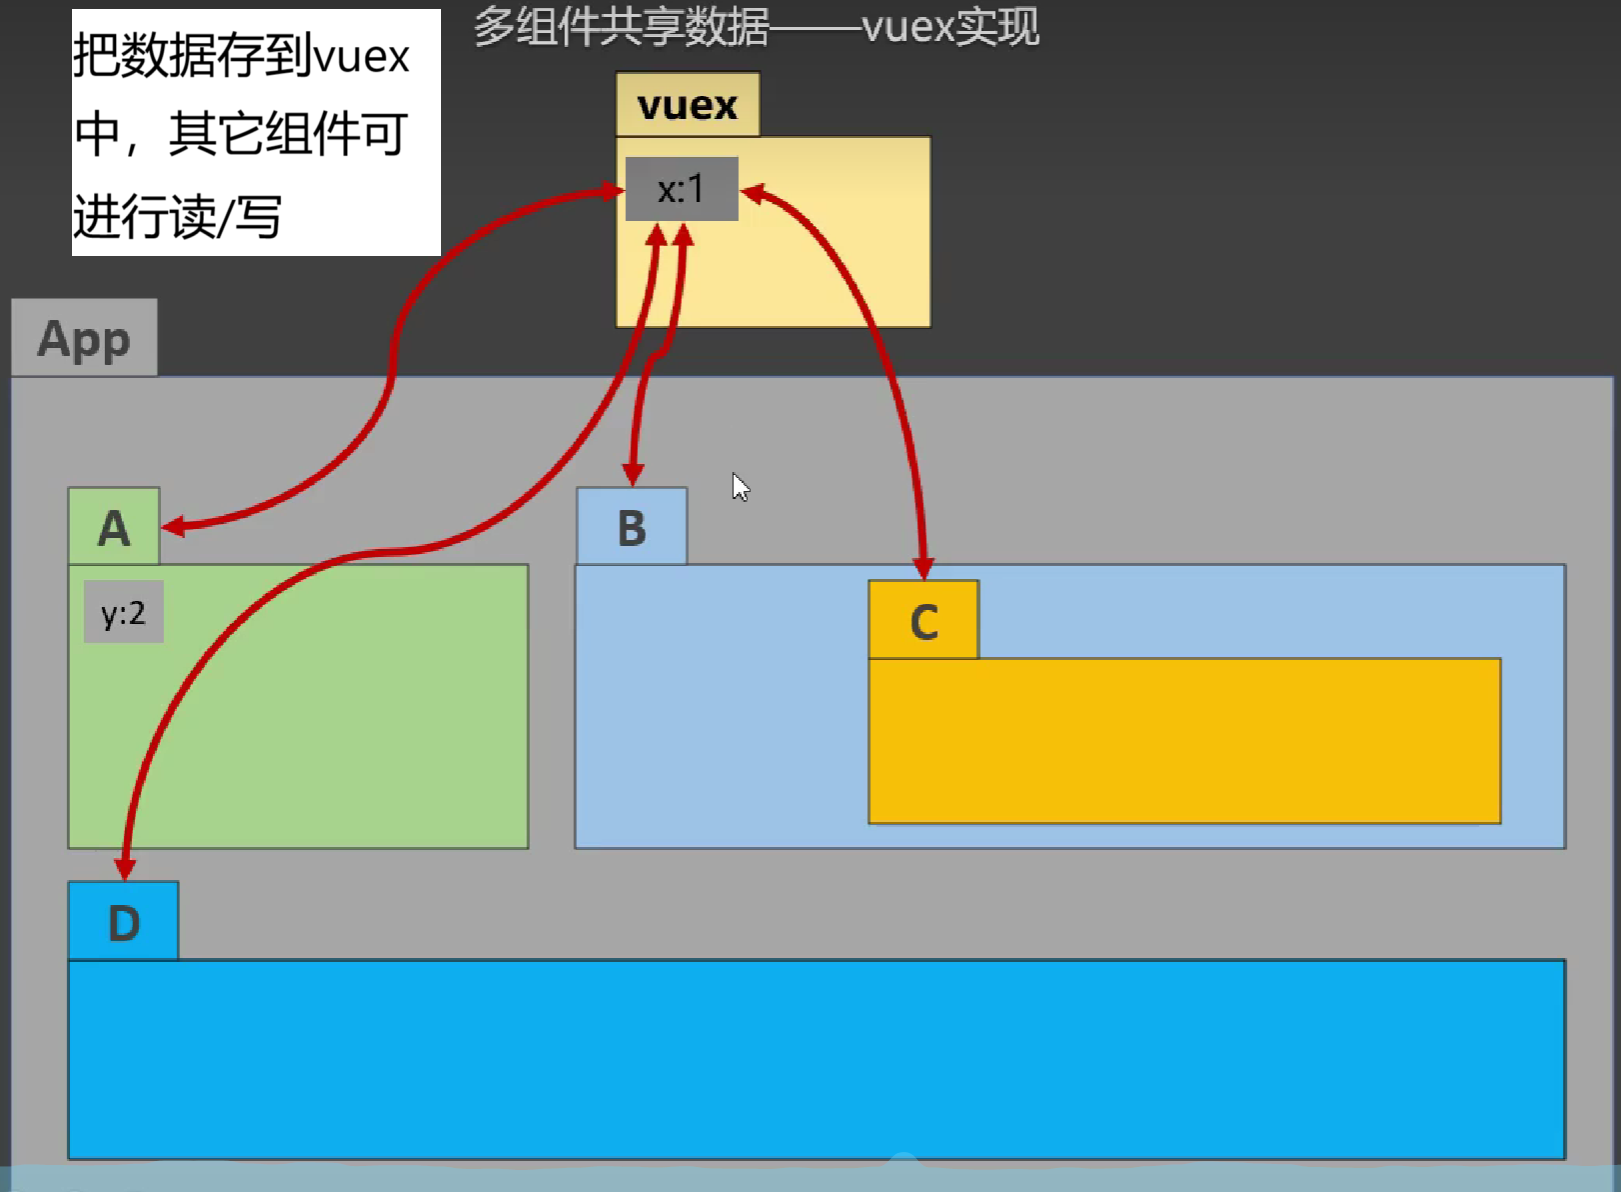 多组件共享数据——vuex实现
把数据存到vuex
中，其它组件可
进行读/写
vuex
x:1
App
A
B
y:2
C
D